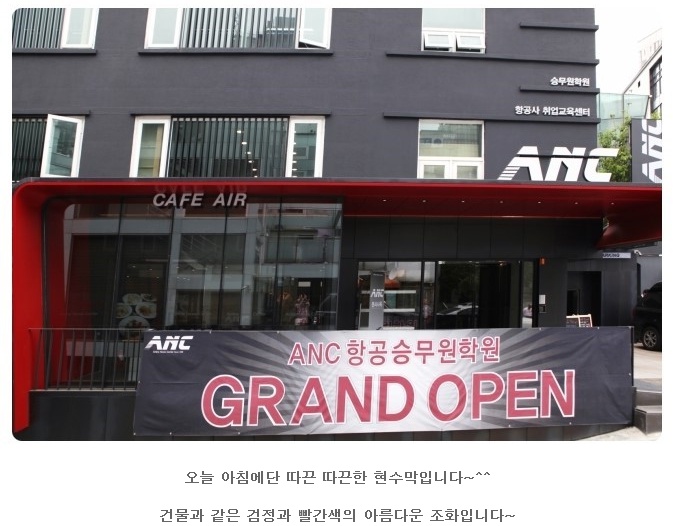 승무원학원
항공사 취업교육센터
ANC
ANC
CAFE AIR
PARKING
ANC
ANC
ANC 항공승무원학원
GRAND OPEN
오늘 아침에단 따끈 따끈한 현수막입니다~^^
건물과 같은 검정과 빨간색의 아름다운 조화입니다~